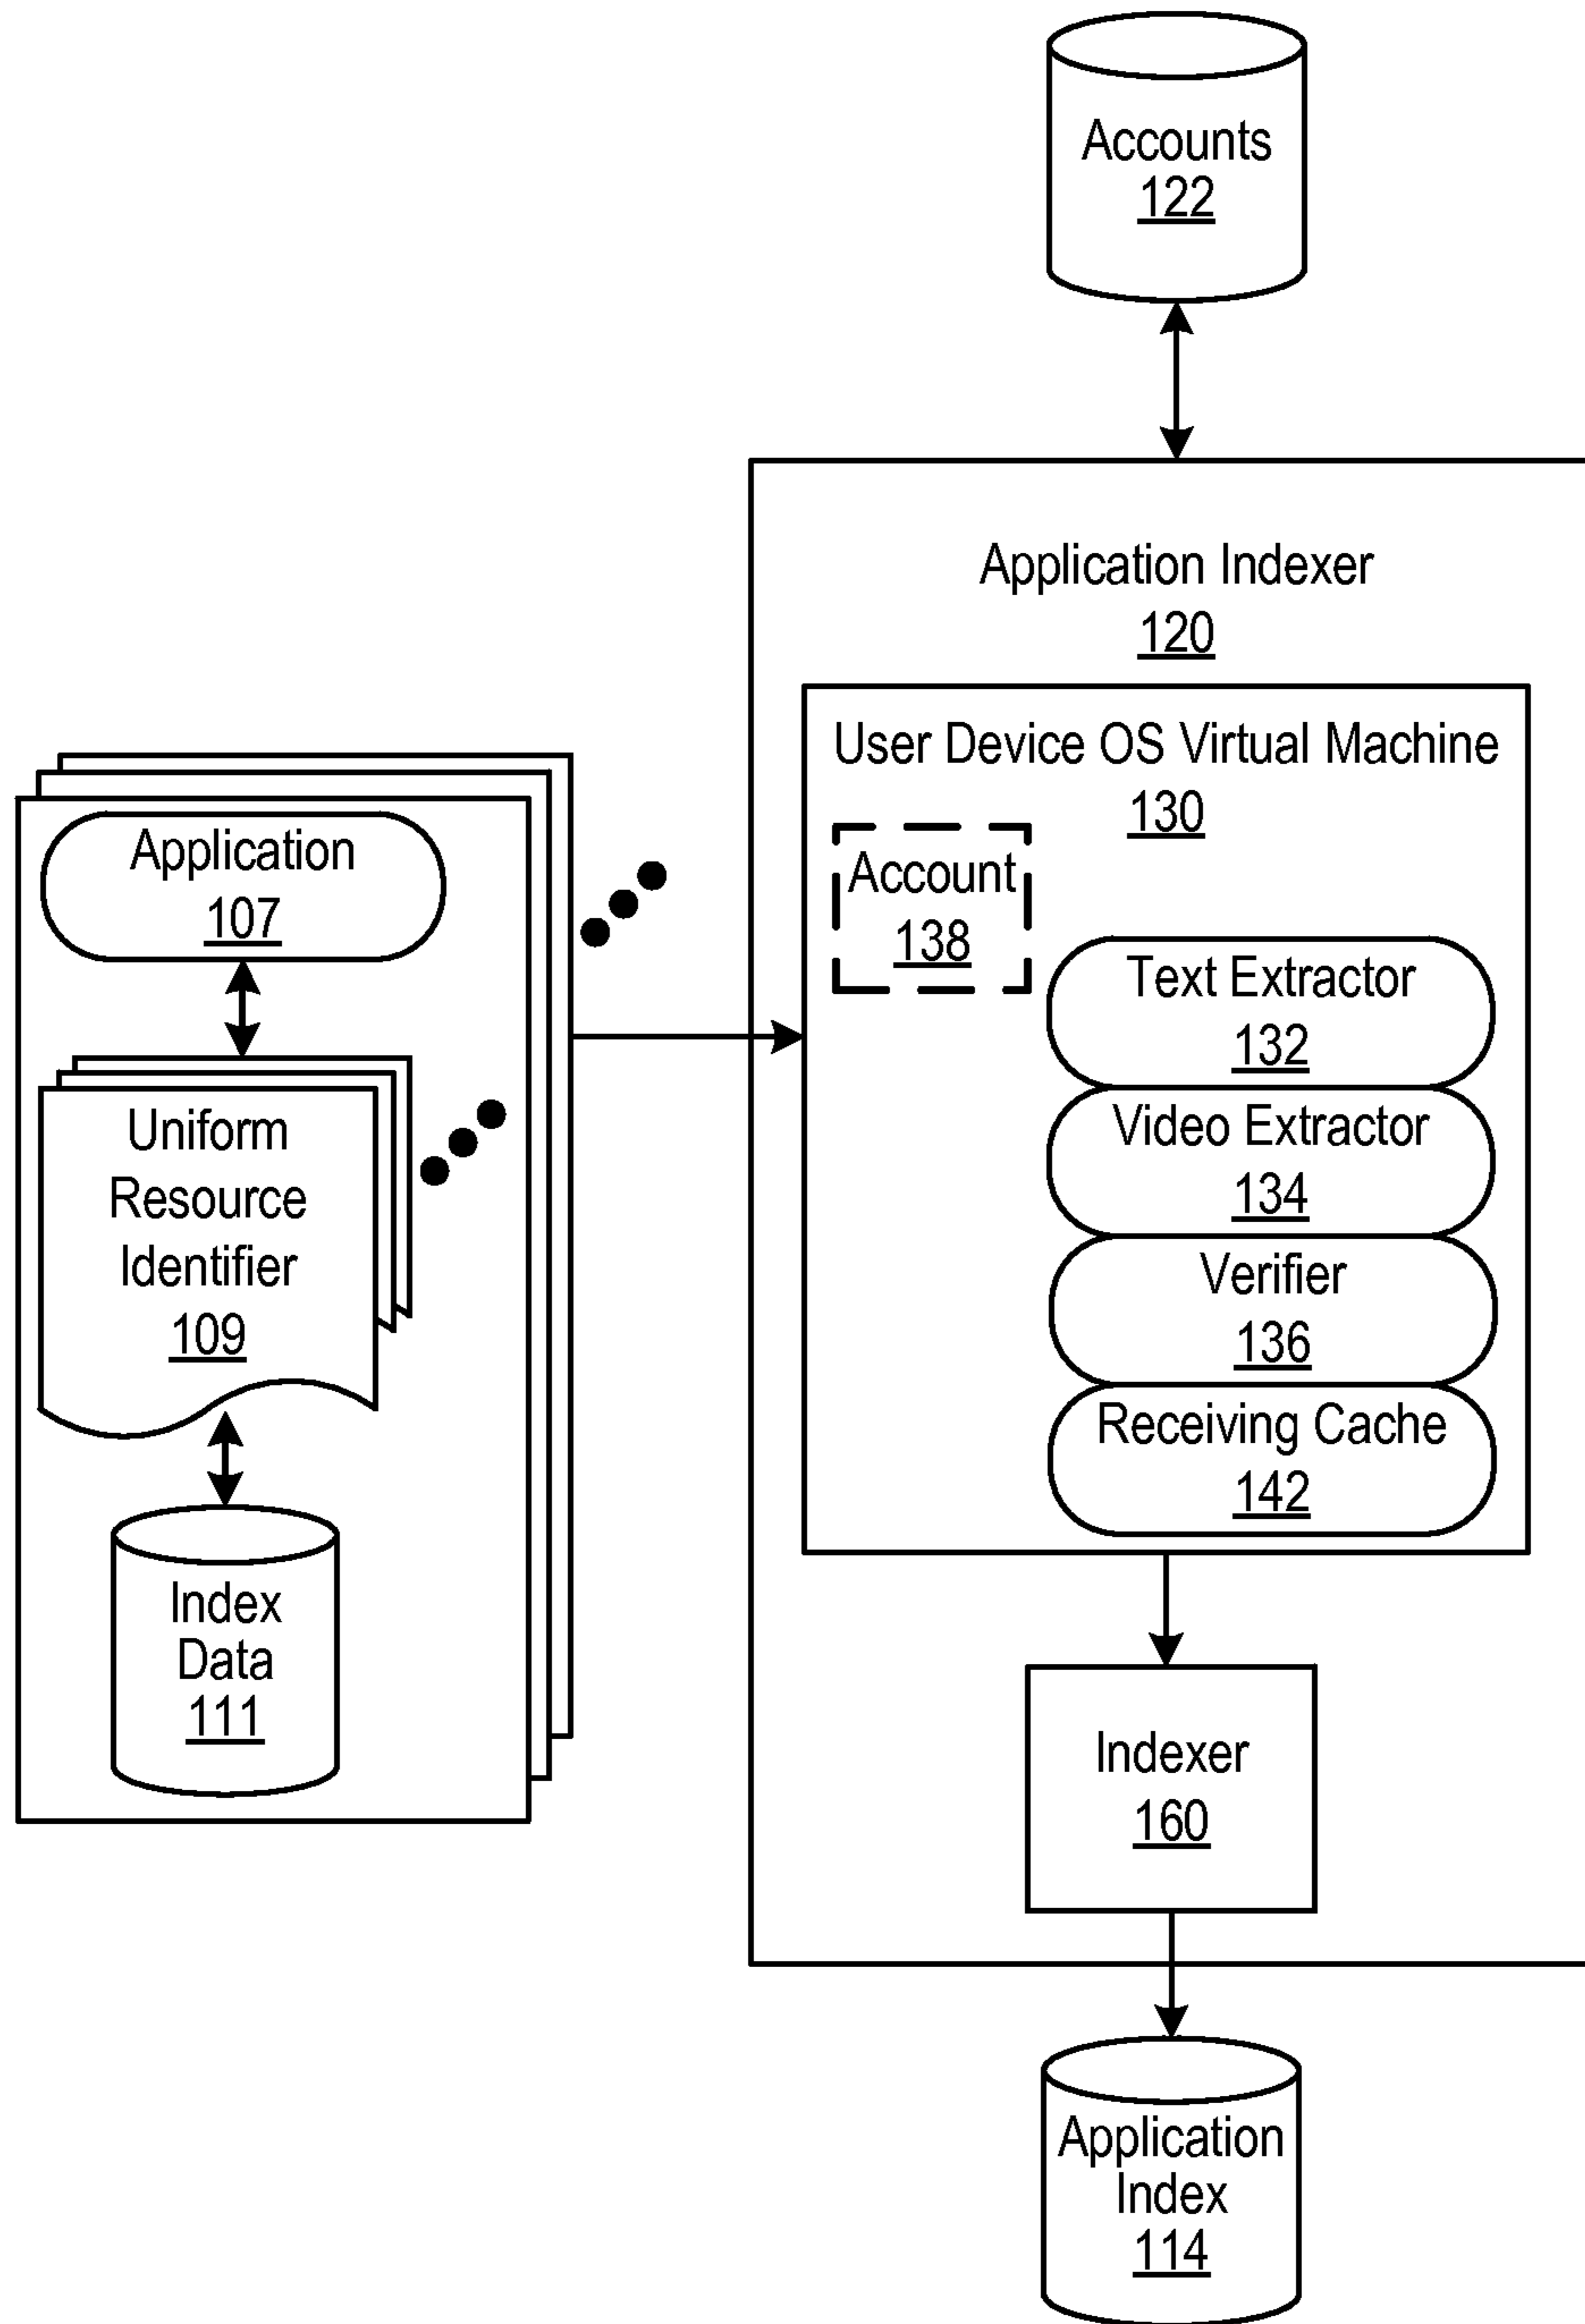 Accounts
122
Application Indexer
120
User Device OS Virtual Machine
130
Account
138
Text Extractor
132
Video Extractor
134
Verifier
136
Receiving Cache
142
Application
107
Uniform
Resource
Identifier
109
Index
Data
111
Indexer
160
Application
Index
114